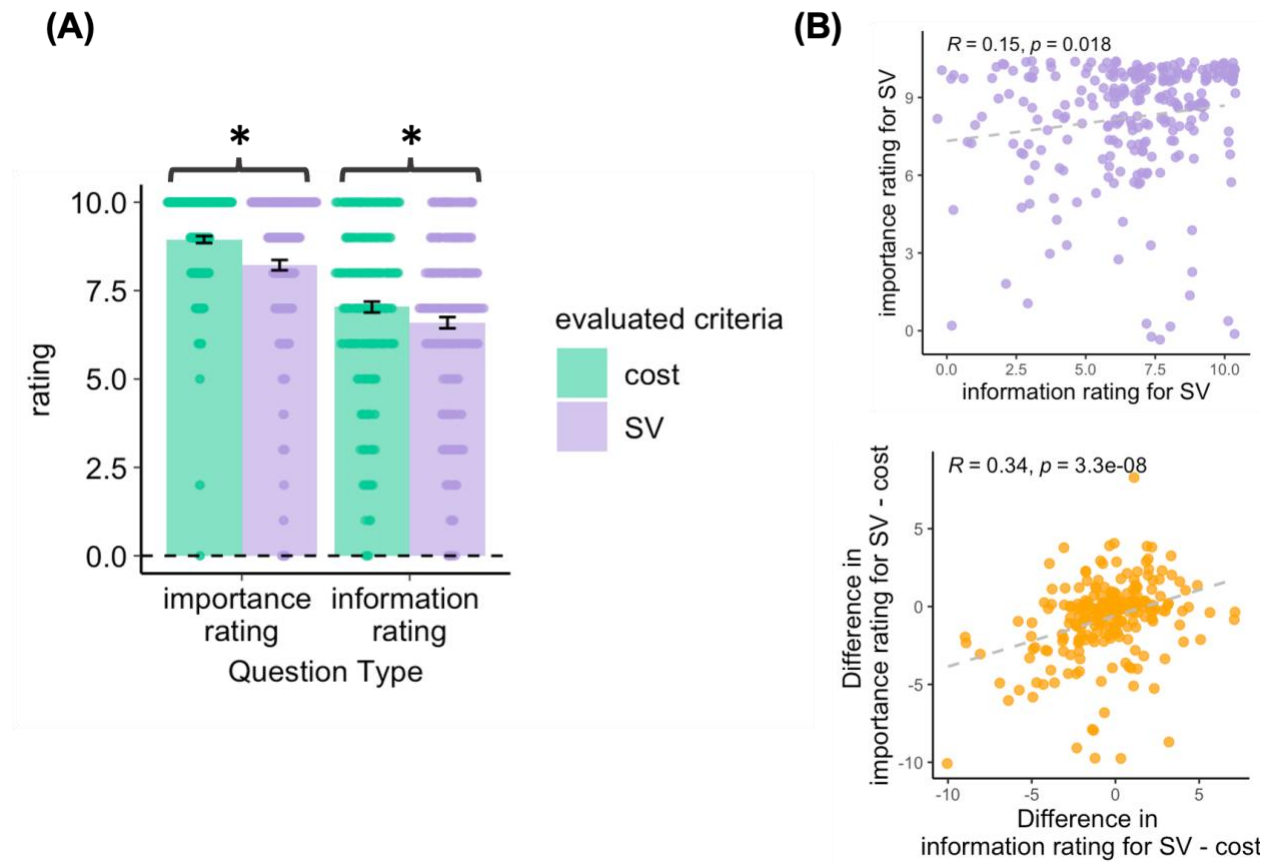 (A)
*
*
10.0
7.5
5.0
2.5
0.0
rating
importance
rating
information
rating
Question Type
evaluated criteria
cost
SV
(B)
R = 0.15, p = 0.018
9
6
3
0
importance rating for SV
0.0 2.5 5.0 7.5 10.0
information rating for SV
R = 0.34, p = 3.3e-08
5
0
-5
-10
Difference in
importance rating for SV - cost
-10 -5 0 5
Difference in
information rating for SV - cost